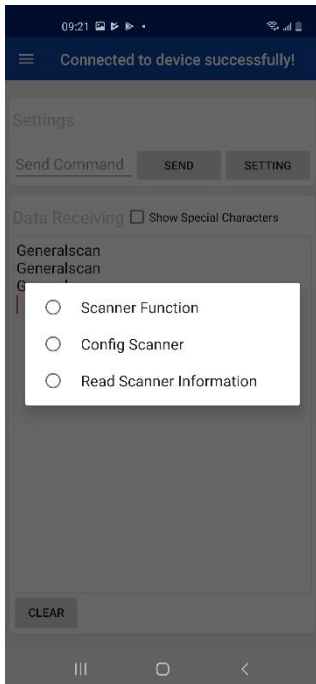 09:21
Connected to device successfully!
Settings
Send Command SEND SETTING
Data Receiving Show Special Characters
Generalscan
Generalscan
Scanner Function
Config Scanner
Read Scanner Information
CLEAR